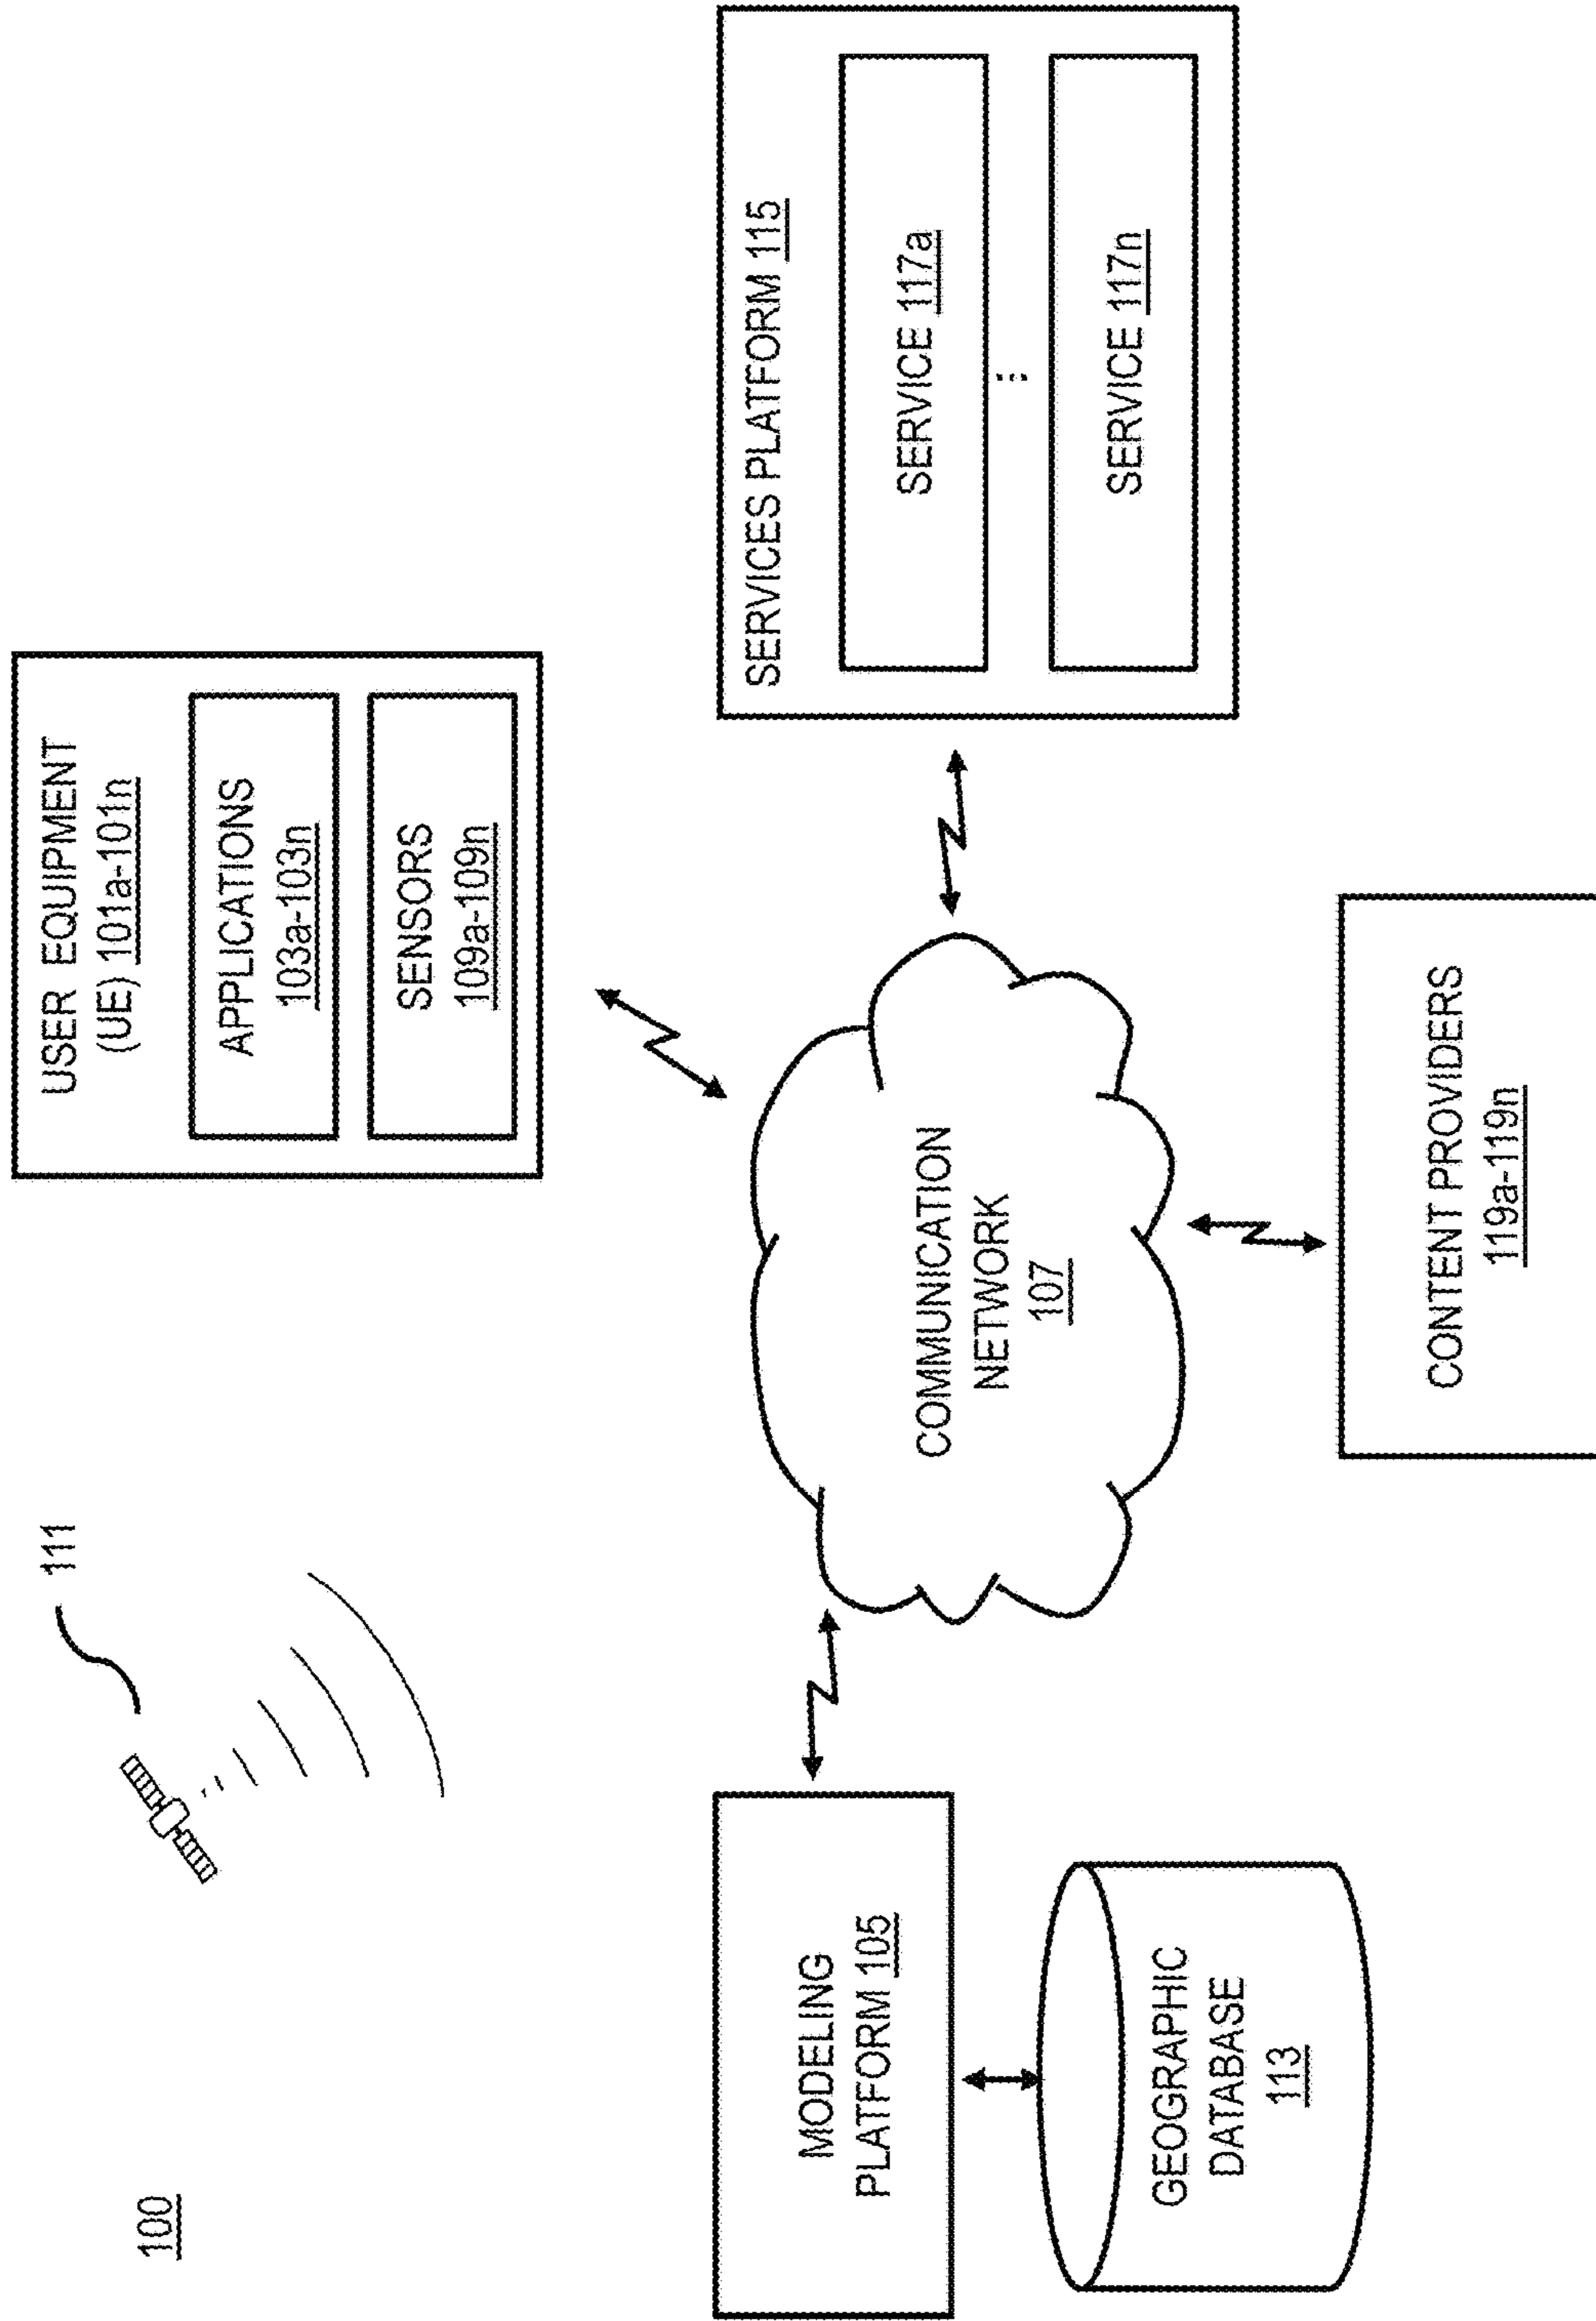 100
111
USER EQUIPMENT
(UE) 101a-101n
APPLICATIONS
103a-103n
SENSORS
109a-109n
MODELING
PLATFORM 105
GEOGRAPHIC
DATABASE
113
COMMUNICATION
NETWORK
107
SERVICES PLATFORM 115
SERVICE 117a
...
SERVICE 117n
CONTENT PROVIDERS
119a-119n